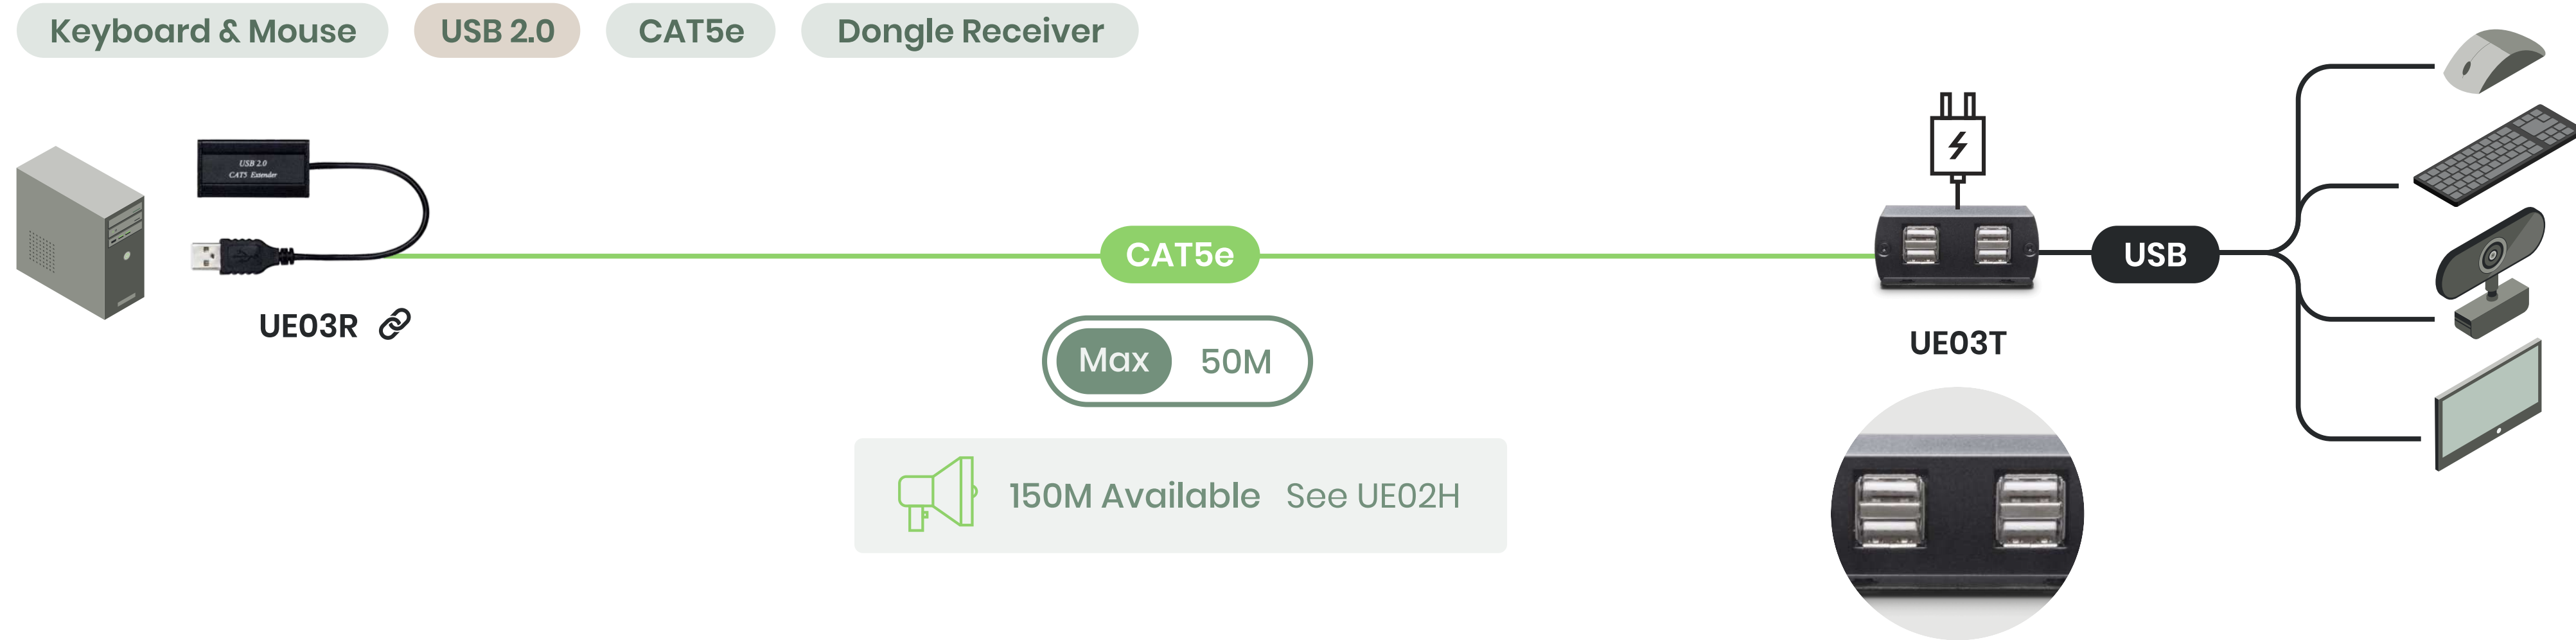 Keyboard & Mouse
USB 2.0
CAT5e
Dongle Receiver
USB 2.0
CAT5 Extender
UE03R
CAT5e
Max 50M
150M Available See UE02H
UE03T
USB